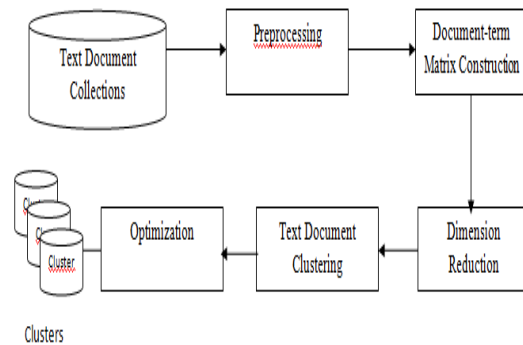 Text Document
Collections
Preprocessing
Document-term
Matrix Construction
Dimension
Reduction
Text Document
Clustering
Optimization
Cluster
Clusters